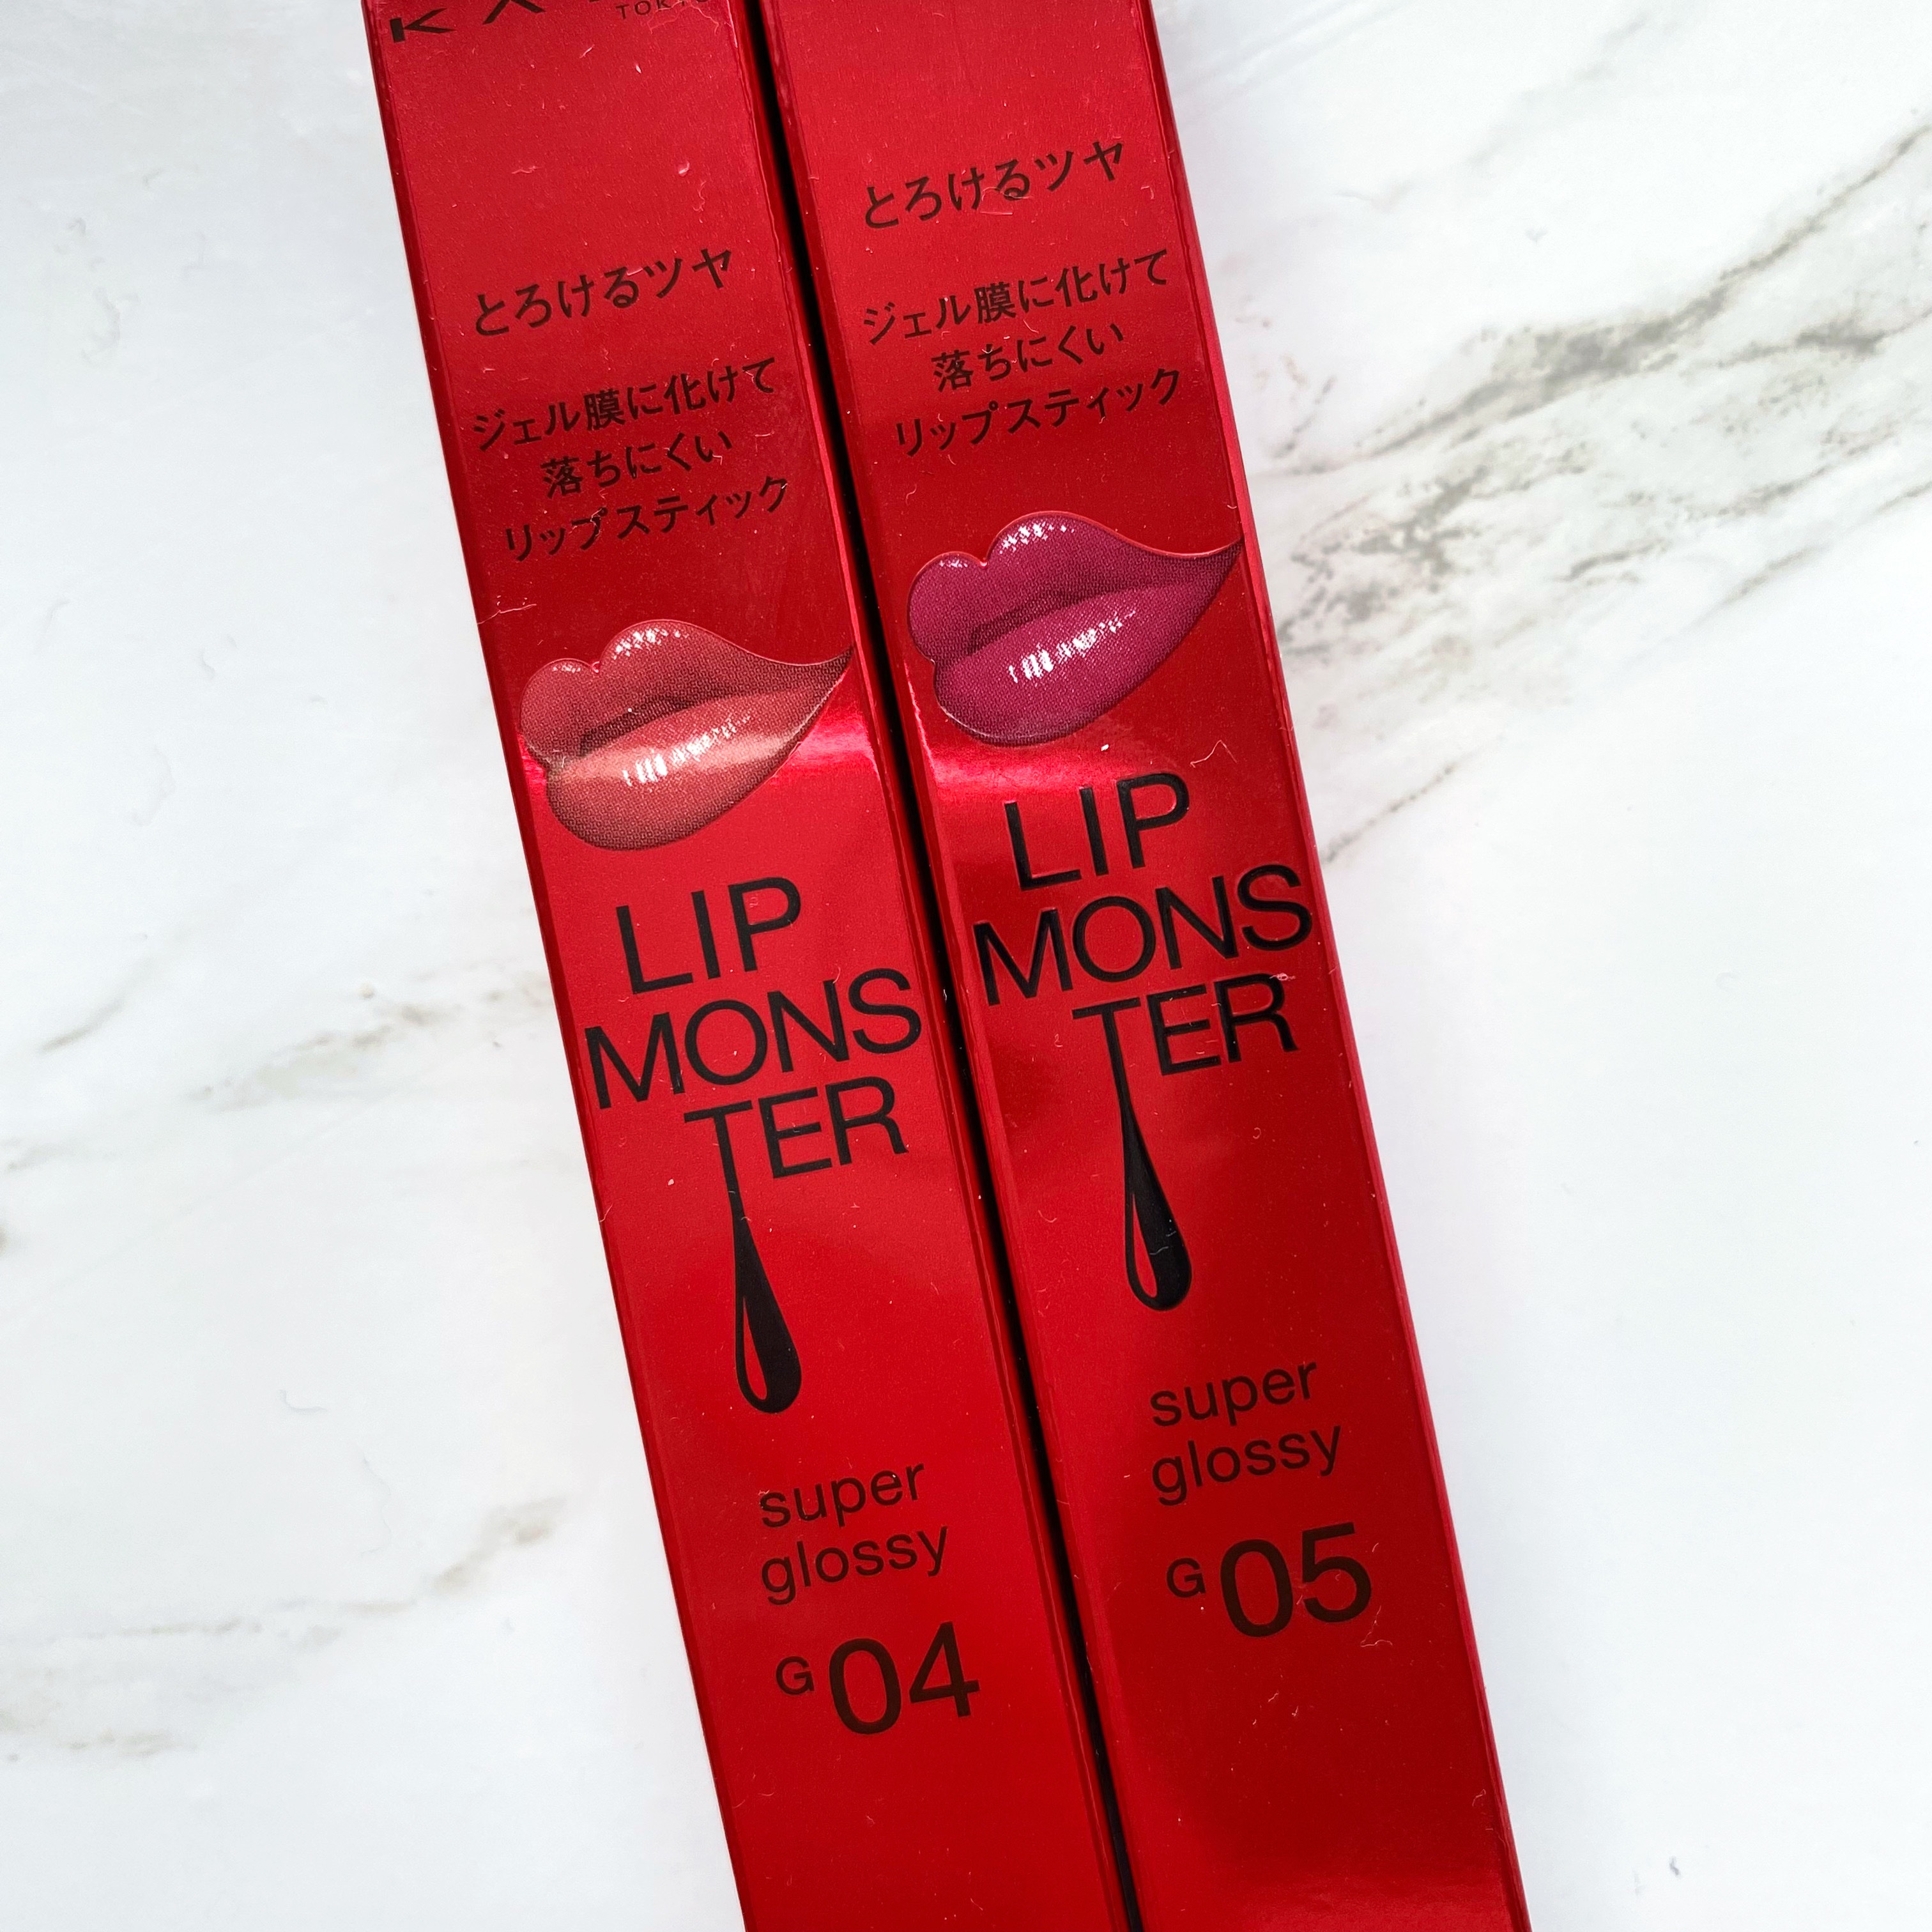 TOKYO
とろけるツヤ
ジェル膜に化けて
落ちにくい
リップスティック
LIP
MONS
TER
super
glossy
G04
とろけるツヤ
ジェル膜に化けて
落ちにくい
リップスティック
LIP
MONS
TER
super
glossy
G05